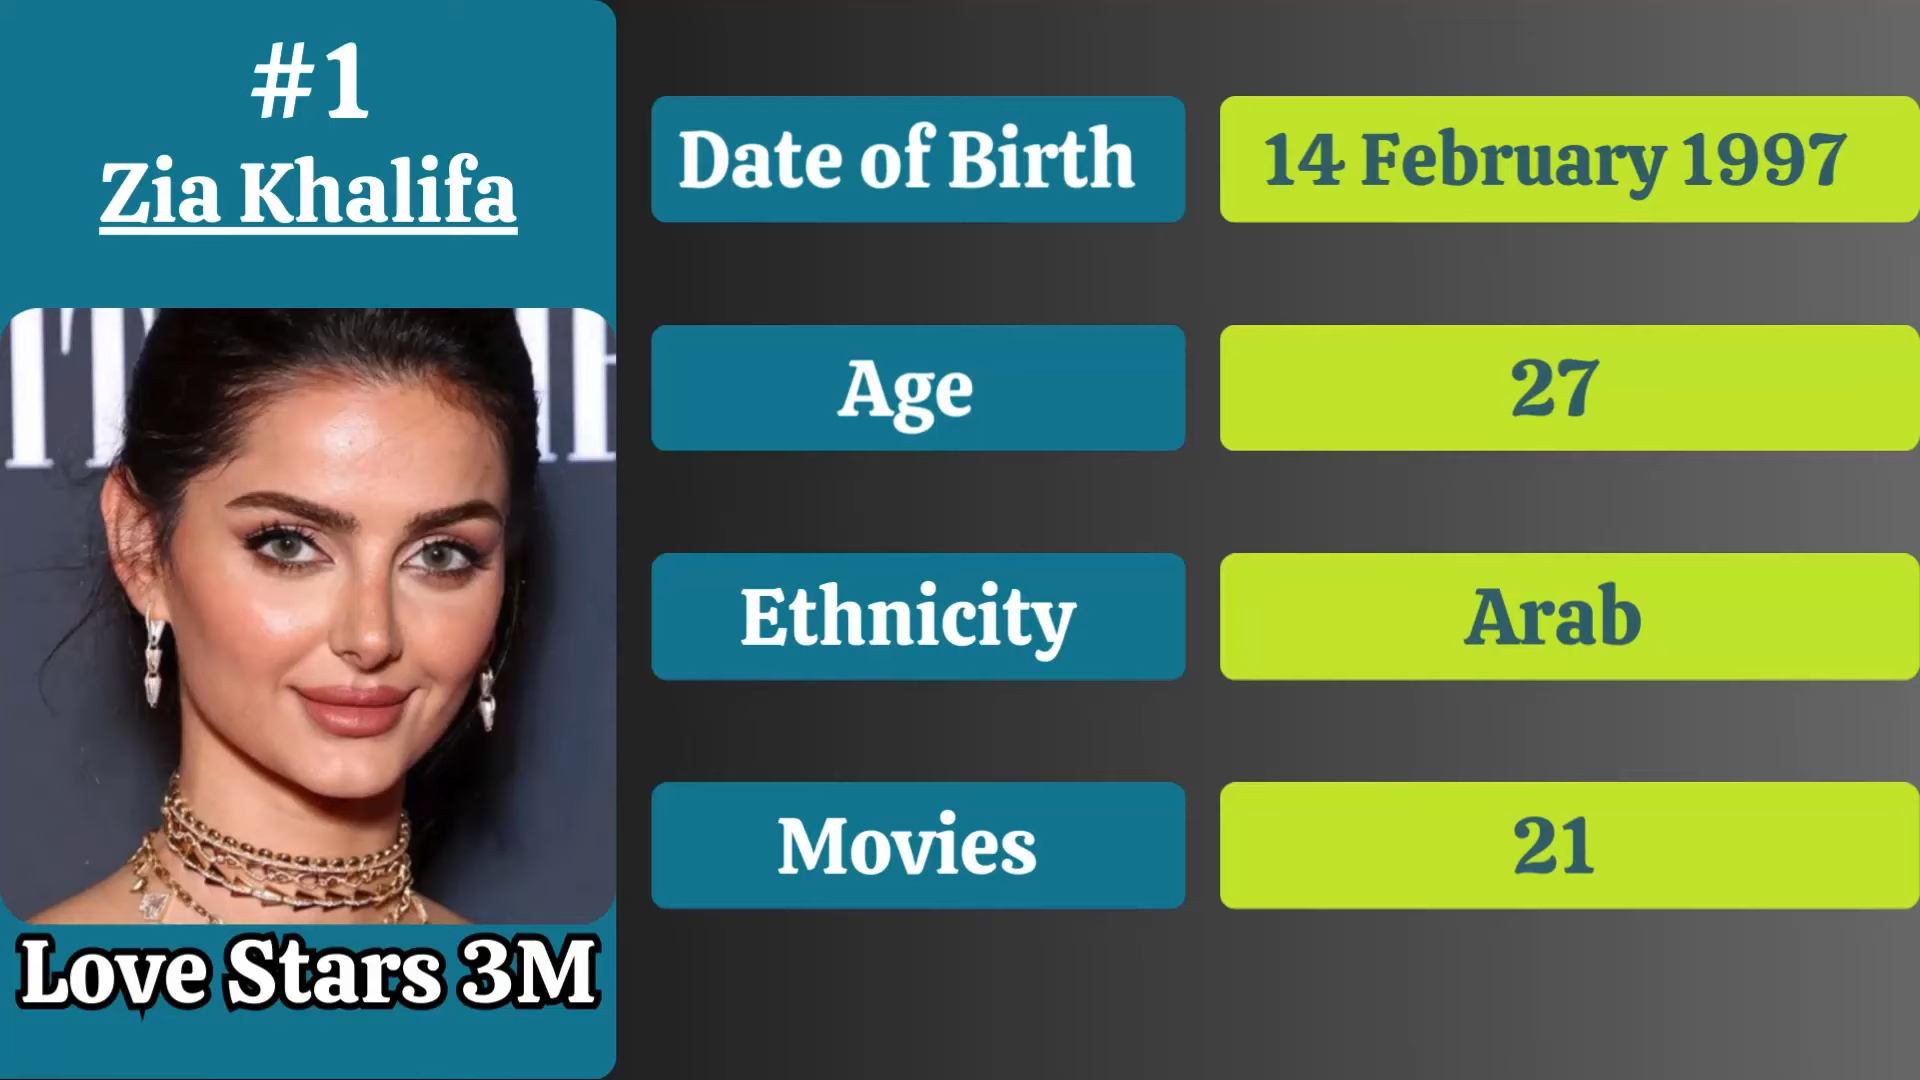 #1
Zia Khalifa
Love Stars 3M
Date of Birth
14 February 1997
Age
27
Ethnicity
Arab
Movies
21